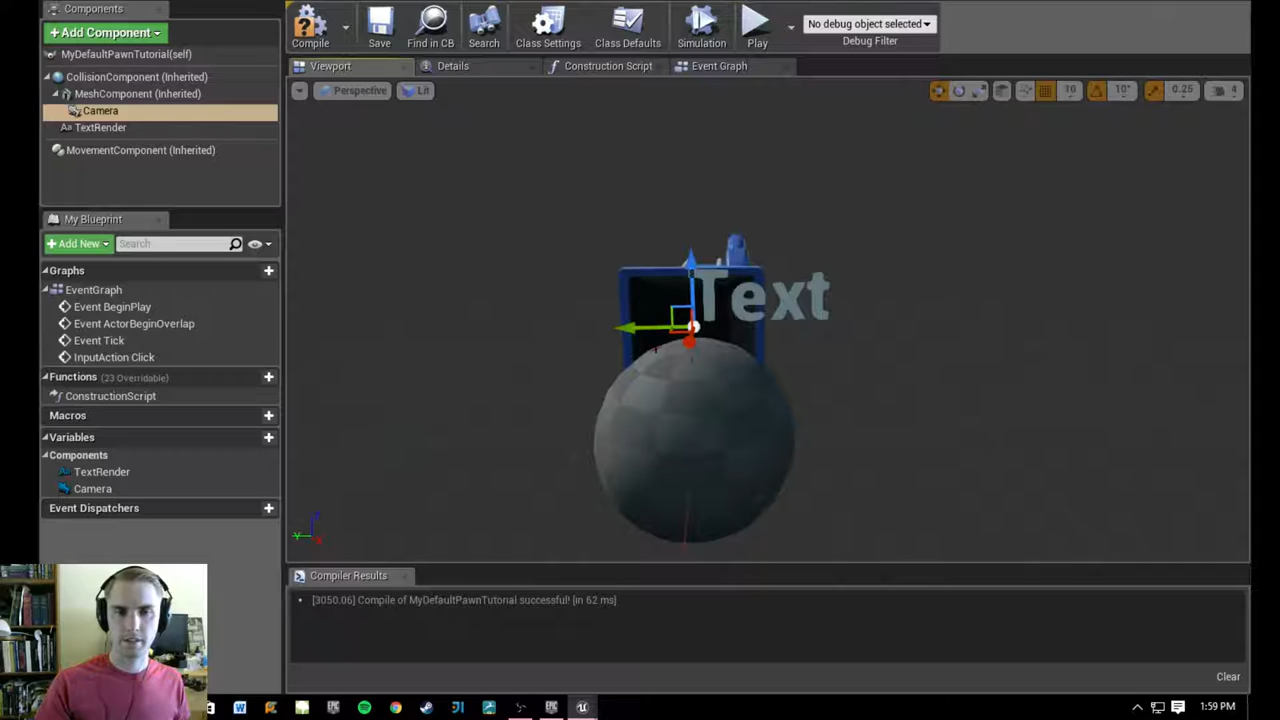 Components
+ Add Component
MyDefaultPawnTutorial(self)
CollisionComponent (Inherited)
MeshComponent (Inherited)
Camera
TextRender
MovementComponent (Inherited)
My Blueprint
+ Add New
Search
Graphs
EventGraph
Event BeginPlay
Event ActorBeginOverlap
Event Tick
InputAction Click
Functions (23 Overridable)
ConstructionScript
Macros
Variables
Components
TextRender
Camera
Event Dispatchers
Compile
Save
Find in CB
Search
Class Settings
Class Defaults
Simulation
Play
No debug object selected
Debug Filter
Viewport
Details
Construction Script
Event Graph
Perspective
Lit
10
10°
0.25
4
Text
Compiler Results
[3050.06] Compile of MyDefaultPawnTutorial successful! [in 62 ms]
Clear
1:59 PM